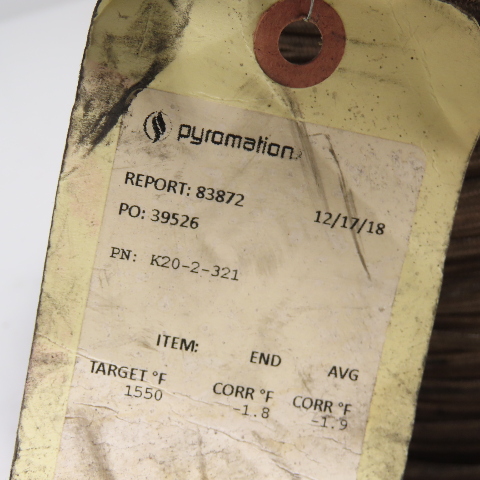 pyromation
REPORT: 83872 12/17/18
PO: 39526
PN: K20-2-321
ITEM: END AVG
TARGET °F CORR °F CORR °F
1550 -1.8 -1.9